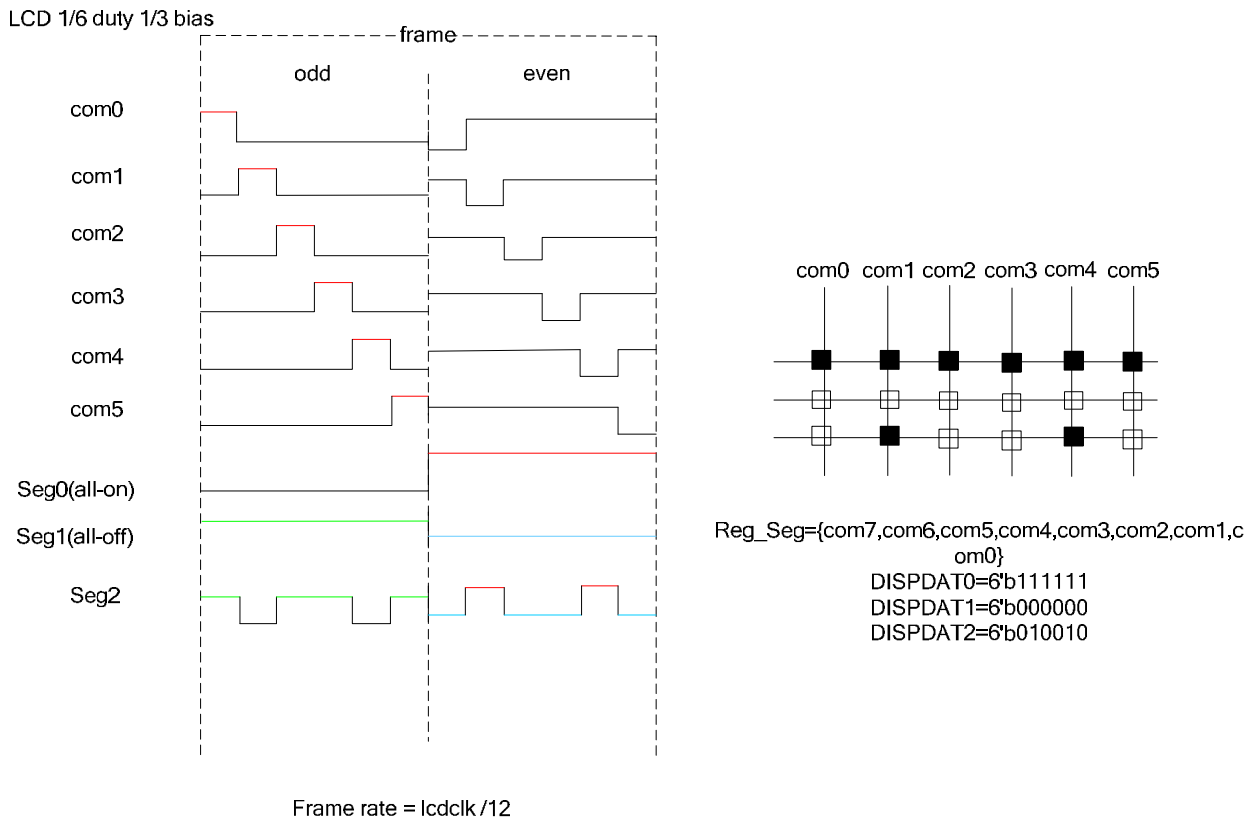 LCD 1/6 duty 1/3 bias
frame
odd
even
com0
com1
com2
com3
com4
com5
Seg0(all-on)
Seg1(all-off)
Seg2
Frame rate = lcdclk /12
com0 com1 com2 com3 com4 com5
Reg_Seg={com7,com6,com5,com4,com3,com2,com1,c
om0}
DISPDAT0=6'b111111
DISPDAT1=6'b000000
DISPDAT2=6'b010010